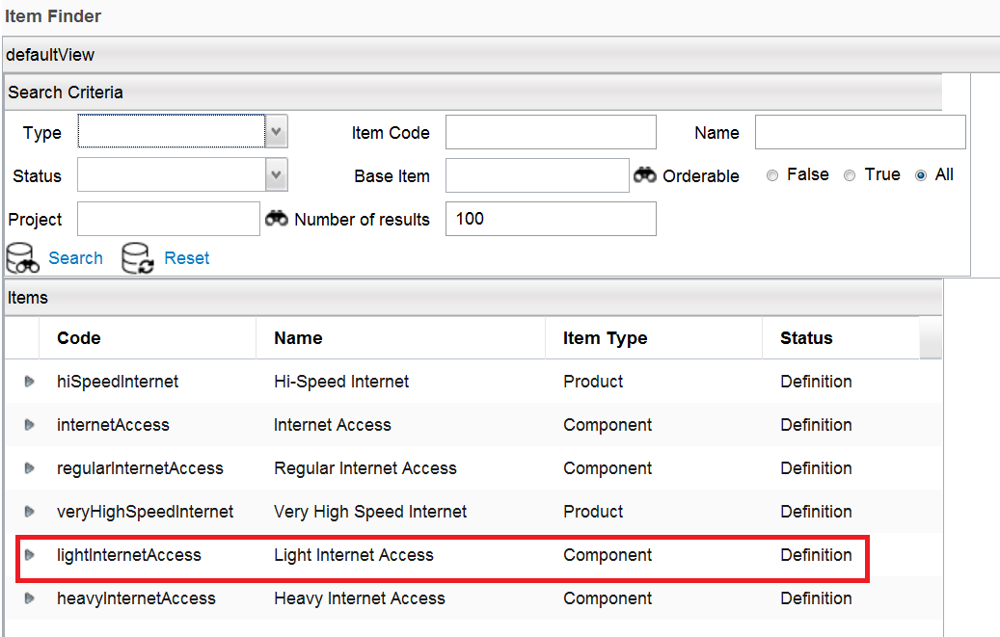 Item Finder
defaultView
Search Criteria
Type Item Code Name
Status Base Item Orderable False True All
Project Number of results 100
Search Reset
Items
Code Name Item Type Status
hiSpeedInternet Hi-Speed Internet Product Definition
internetAccess Internet Access Component Definition
regularInternetAccess Regular Internet Access Component Definition
veryHighSpeedInternet Very High Speed Internet Product Definition
lightInternetAccess Light Internet Access Component Definition
heavyInternetAccess Heavy Internet Access Component Definition